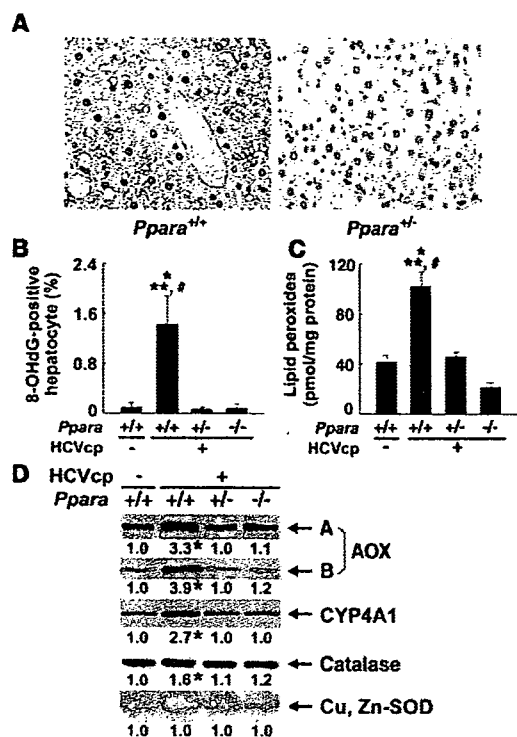 A
Ppara+/+ Ppara+/-
B
8-OHdG-positive
hepatocyte (%)
2.4
1.6
0.8
0
*
**, #
Ppara +/+ +/+ +/- -/-
HCVcp - +
C
Lipid peroxides
(pmol/mg protein)
120
80
40
0
*
**, #
Ppara +/+ +/+ +/- -/-
HCVcp - +
D
HCVcp - +
Ppara +/+ +/+ +/- -/-
A
1.0 3.3* 1.0 1.1
AOX
B
1.0 3.9* 1.0 1.2
CYP4A1
1.0 2.7* 1.0 1.0
Catalase
1.0 1.6* 1.1 1.2
Cu, Zn-SOD
1.0 1.0 1.0 1.0